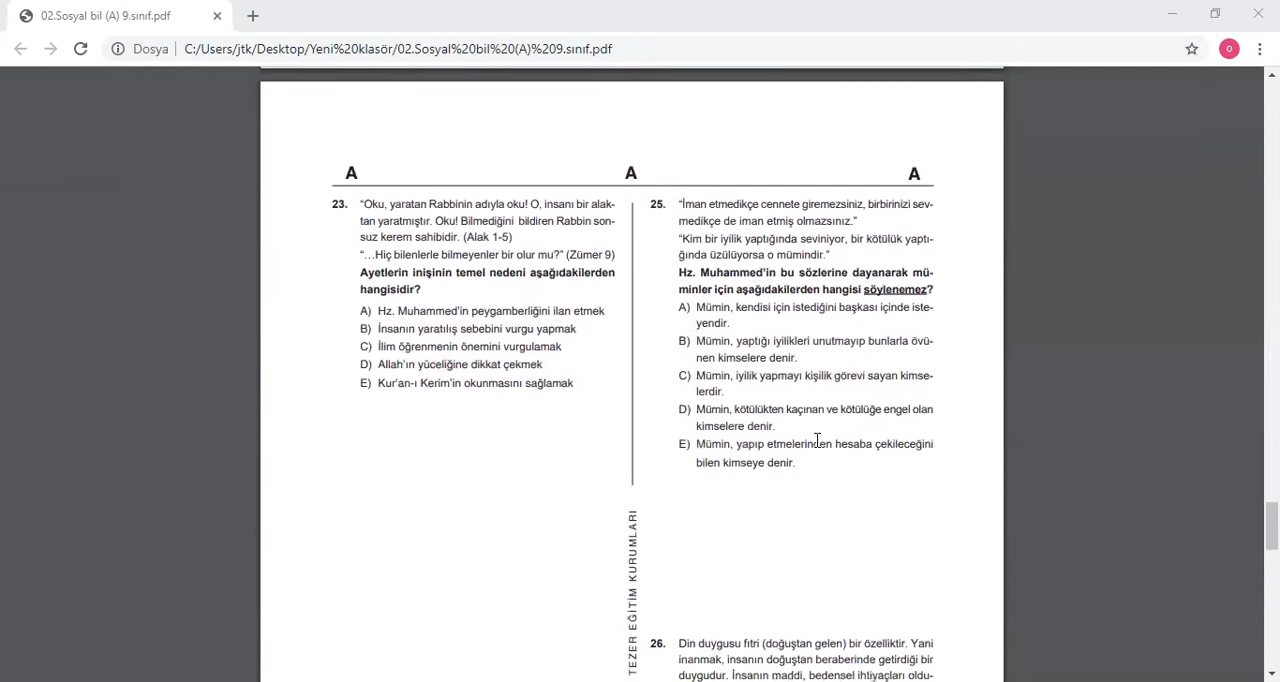 02.Sosyal bil (A) 9.sınıf.pdf
Dosya
C:/Users/jtk/Desktop/Yeni%20klasör/02.Sosyal%20bil%20(A)%209.sınıf.pdf
A
A
A
23. “Oku, yaratan Rabbinin adıyla oku! O, insanı bir alak-
tan yaratmıştır. Oku! Bilmediğini bildiren Rabbin son-
suz kerem sahibidir. (Alak 1-5)
“…Hiç bilenlerle bilmeyenler bir olur mu?” (Zümer 9)
Ayetlerin inişinin temel nedeni aşağıdakilerden
hangisidir?
A) Hz. Muhammed’in peygamberliğini ilan etmek
B) İnsanın yaratılış sebebini vurgu yapmak
C) İlim öğrenmenin önemini vurgulamak
D) Allah’ın yüceliğine dikkat çekmek
E) Kur’an-ı Kerim’in okunmasını sağlamak
TEZER EĞİTİM KURUMLARI
25. “İman etmedikçe cennete giremezsiniz, birbirinizi sev-
medikçe de iman etmiş olmazsınız.”
“Kim bir iyilik yaptığında seviniyor, bir kötülük yaptı-
ğında üzülüyorsa o mümindir.”
Hz. Muhammed’in bu sözlerine dayanarak mü-
minler için aşağıdakilerden hangisi söylenemez?
A) Mümin, kendisi için istediğini başkası içinde iste-
yendir.
B) Mümin, yaptığı iyilikleri unutmayıp bunlarla övü-
nen kimselere denir.
C) Mümin, iyilik yapmayı kişilik görevi sayan kimse-
lerdir.
D) Mümin, kötülükten kaçınan ve kötülüğe engel olan
kimselere denir.
E) Mümin, yapıp etmelerinden hesaba çekileceğini
bilen kimseye denir.
26. Din duygusu fıtri (doğuştan gelen) bir özelliktir. Yani
inanmak, insanın doğuştan beraberinde getirdiği bir
duygudur. İnsanın maddi, bedensel ihtiyaçları oldu-